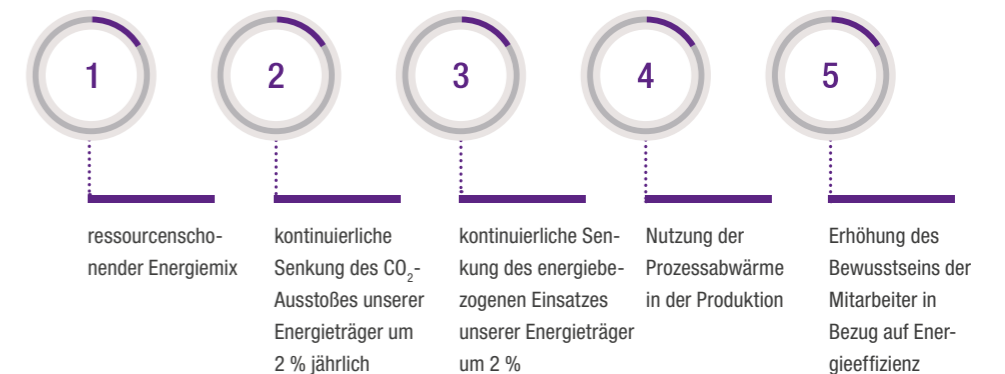 1
ressourcenscho-
nender Energiemix
2
kontinuierliche
Senkung des CO₂-
Ausstoßes unserer
Energieträger um
2 % jährlich
3
kontinuierliche Sen-
kung des energiebe-
zogenen Einsatzes
unserer Energieträger
um 2 %
4
Nutzung der
Prozessabwärme
in der Produktion
5
Erhöhung des
Bewusstseins der
Mitarbeiter in
Bezug auf Ener-
gieeffizienz